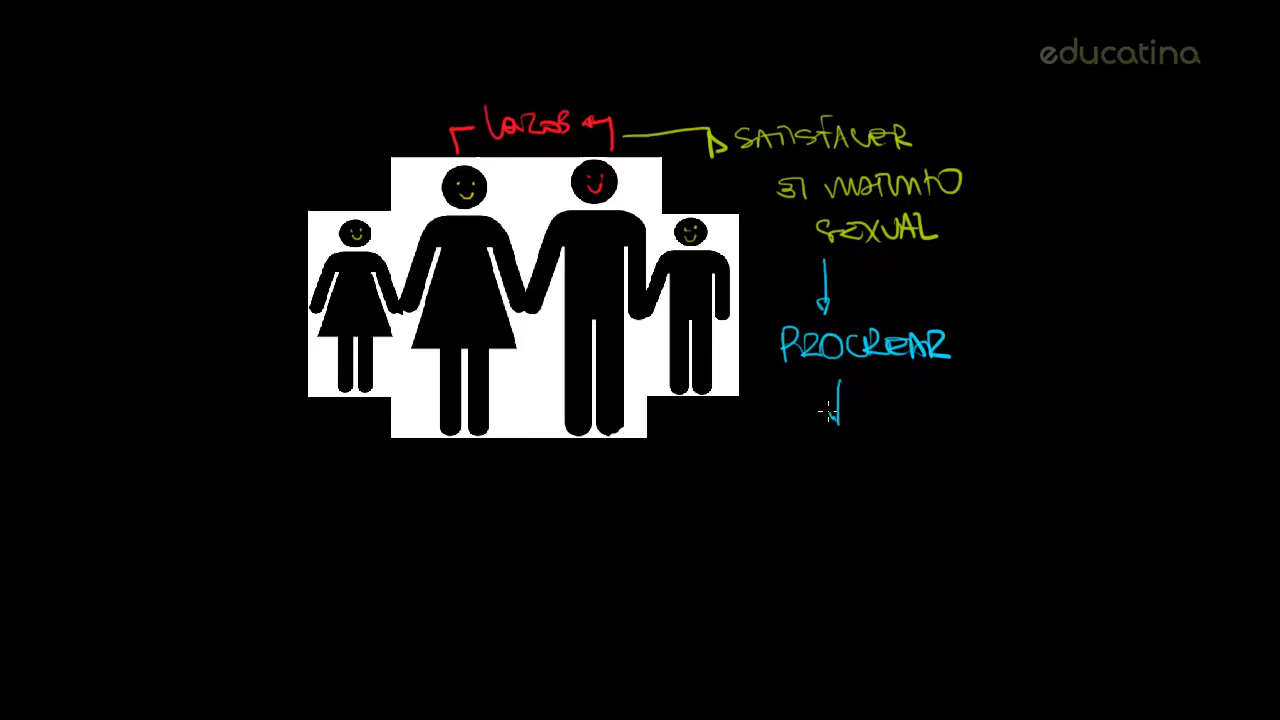 educatina
Lazos
SATISFACER
El INSTINTO
SEXUAL
PROCREAR